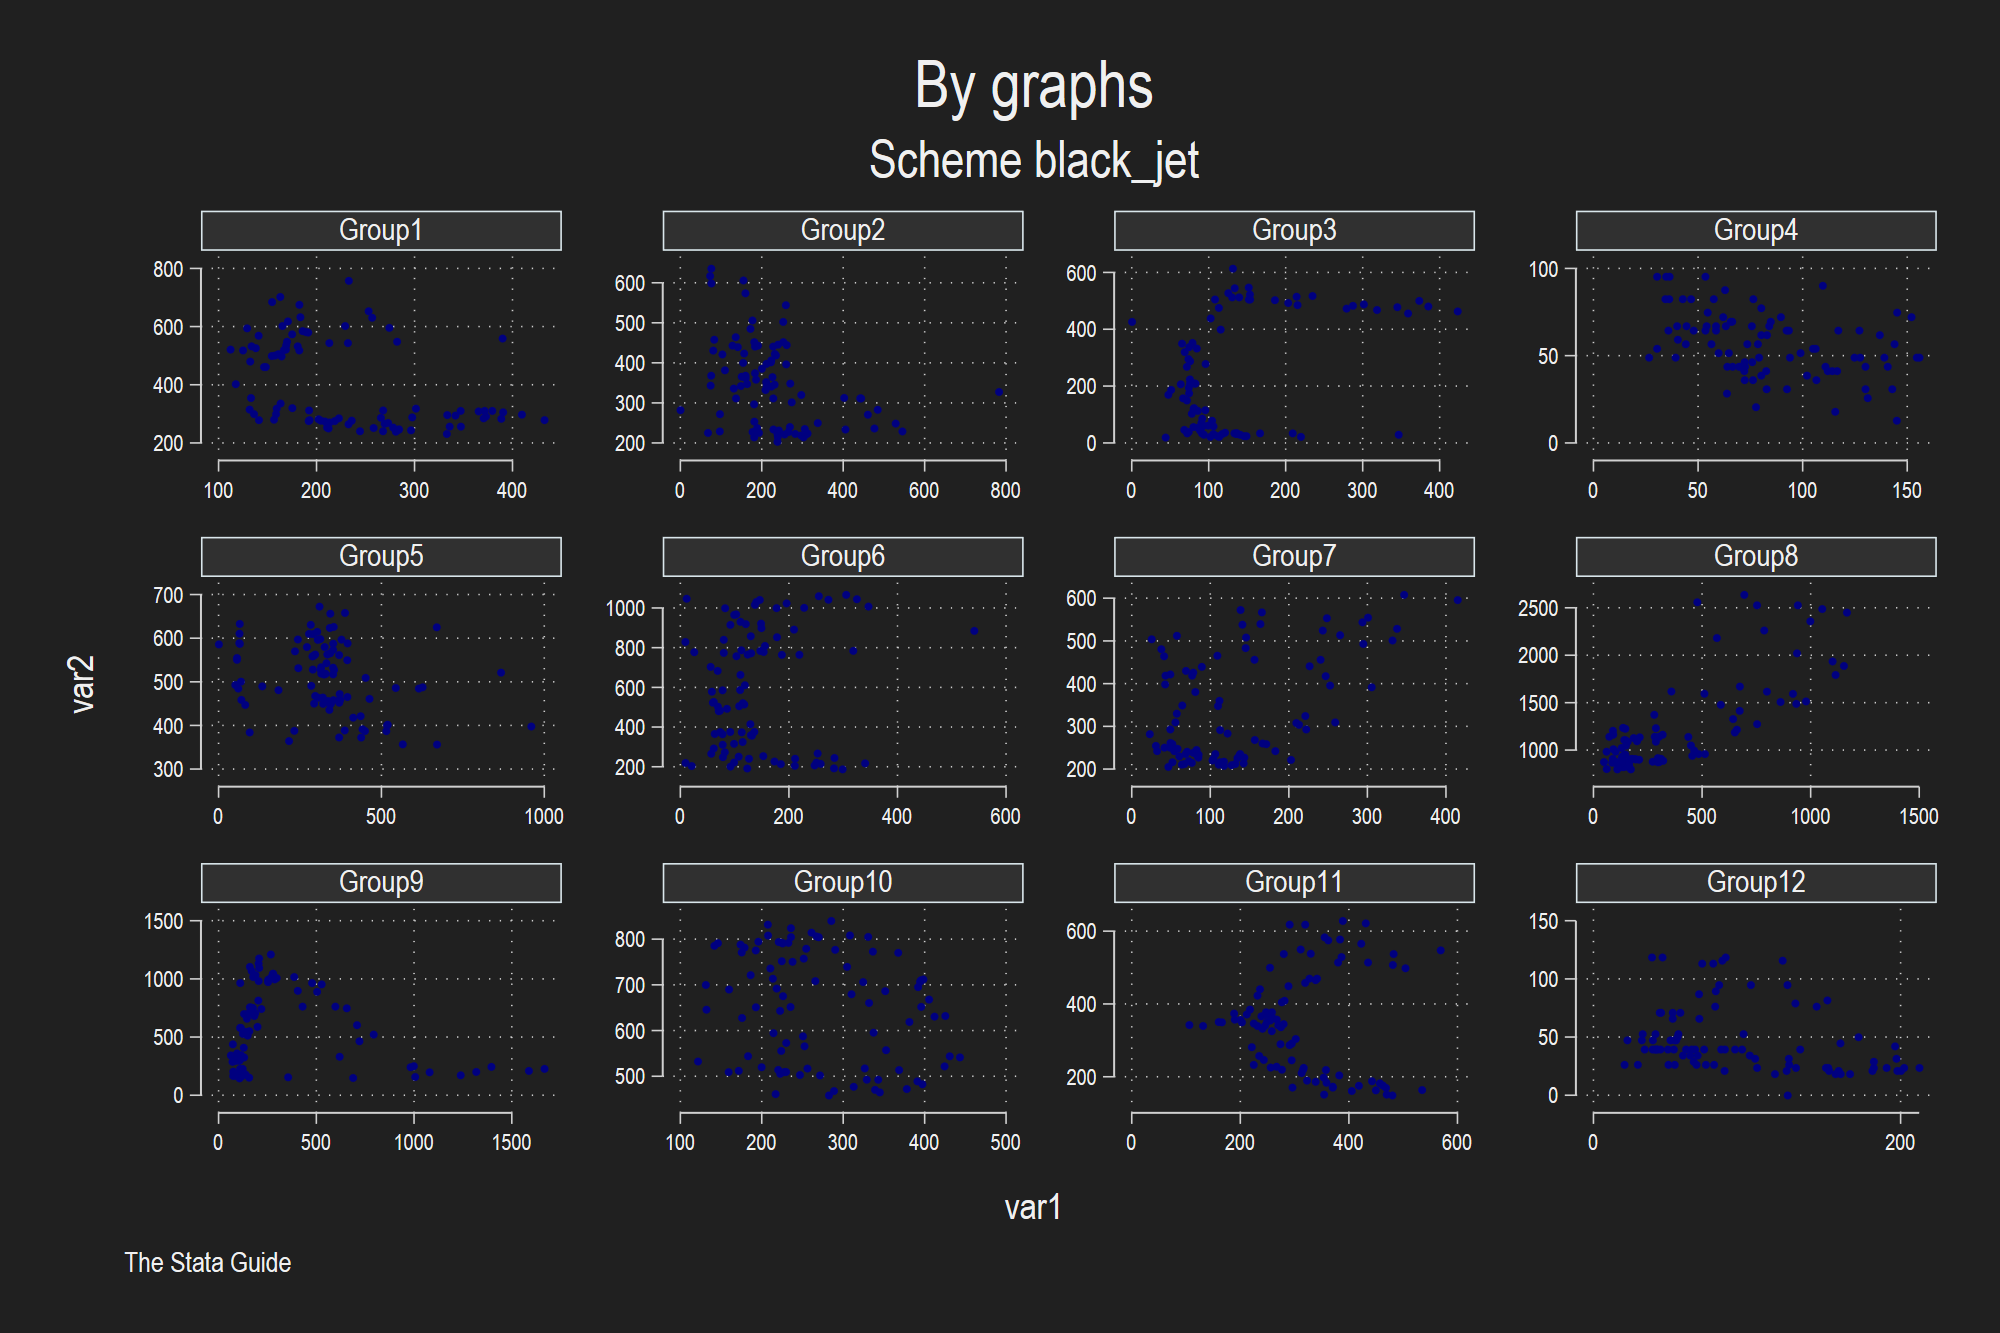 By graphs
Scheme black_jet
Group1 Group2 Group3 Group4
800 600 400 200
100 200 300 400
600 500 400 300 200
0 200 400 600 800
600 400 200 0
0 100 200 300 400
100 50 0
0 50 100 150
Group5 Group6 Group7 Group8
700 600 500 400 300
0 500 1000
1000 800 600 400 200
0 200 400 600
600 500 400 300 200
0 100 200 300 400
2500 2000 1500 1000
0 500 1000 1500
var2
Group9 Group10 Group11 Group12
1500 1000 500 0
0 500 1000 1500
800 700 600 500
100 200 300 400 500
600 400 200
0 200 400 600
150 100 50 0
0 200
var1
The Stata Guide